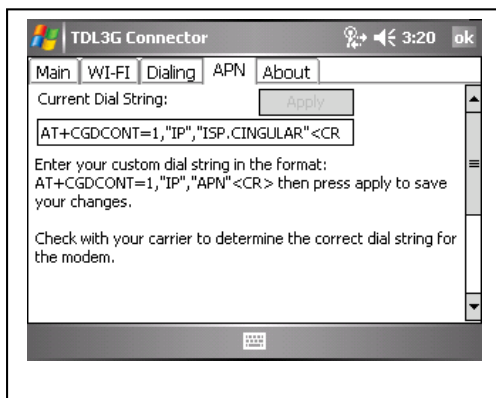 TDL3G Connector 3:20 ok
Main WI-FI Dialing APN About
Current Dial String: Apply
AT+CGDCONT=1,"IP","ISP.CINGULAR"<CR
Enter your custom dial string in the format:
AT+CGDCONT=1,"IP","APN"<CR> then press apply to save
your changes.
Check with your carrier to determine the correct dial string for
the modem.